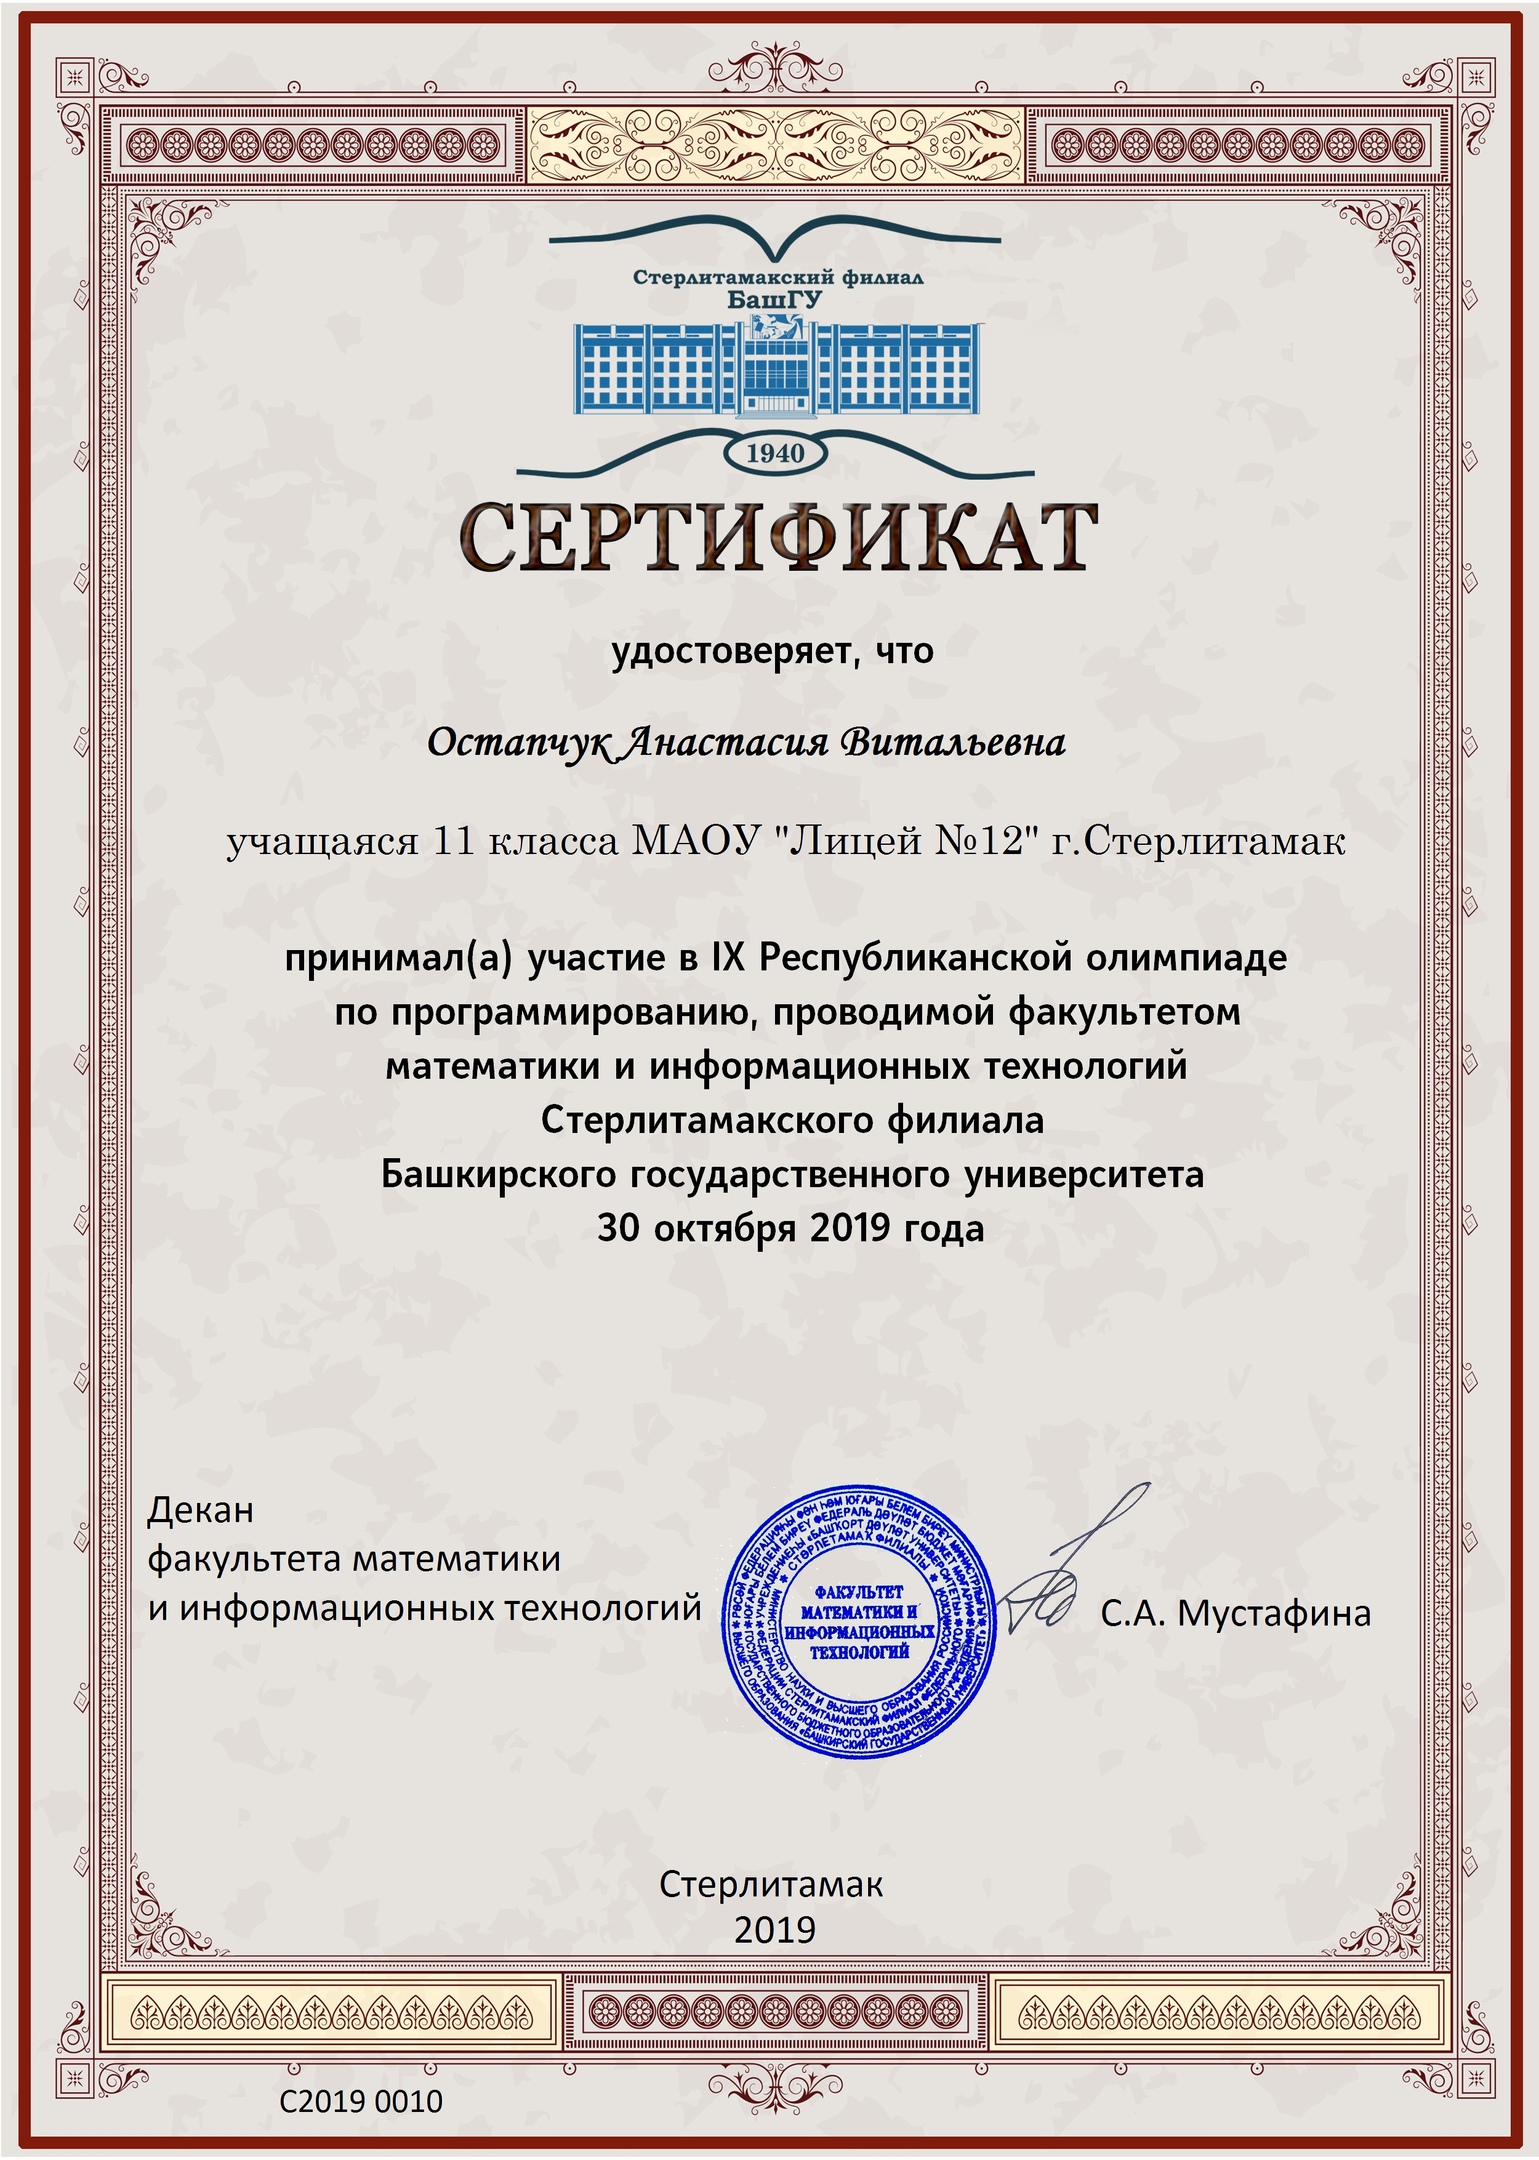 Стерлитамакский филиал
БашГУ
1940
СЕРТИФИКАТ
удостоверяет, что
Остапчук Анастасия Витальевна
учащаяся 11 класса МАОУ "Лицей №12" г.Стерлитамак
принимал(а) участие в IX Республиканской олимпиаде
по программированию, проводимой факультетом
математики и информационных технологий
Стерлитамакского филиала
Башкирского государственного университета
30 октября 2019 года
Декан
факультета математики
и информационных технологий
ФАКУЛЬТЕТ
МАТЕМАТИКИ И
ИНФОРМАЦИОННЫХ
ТЕХНОЛОГИЙ
С.А. Мустафина
Стерлитамак
2019
С2019 0010